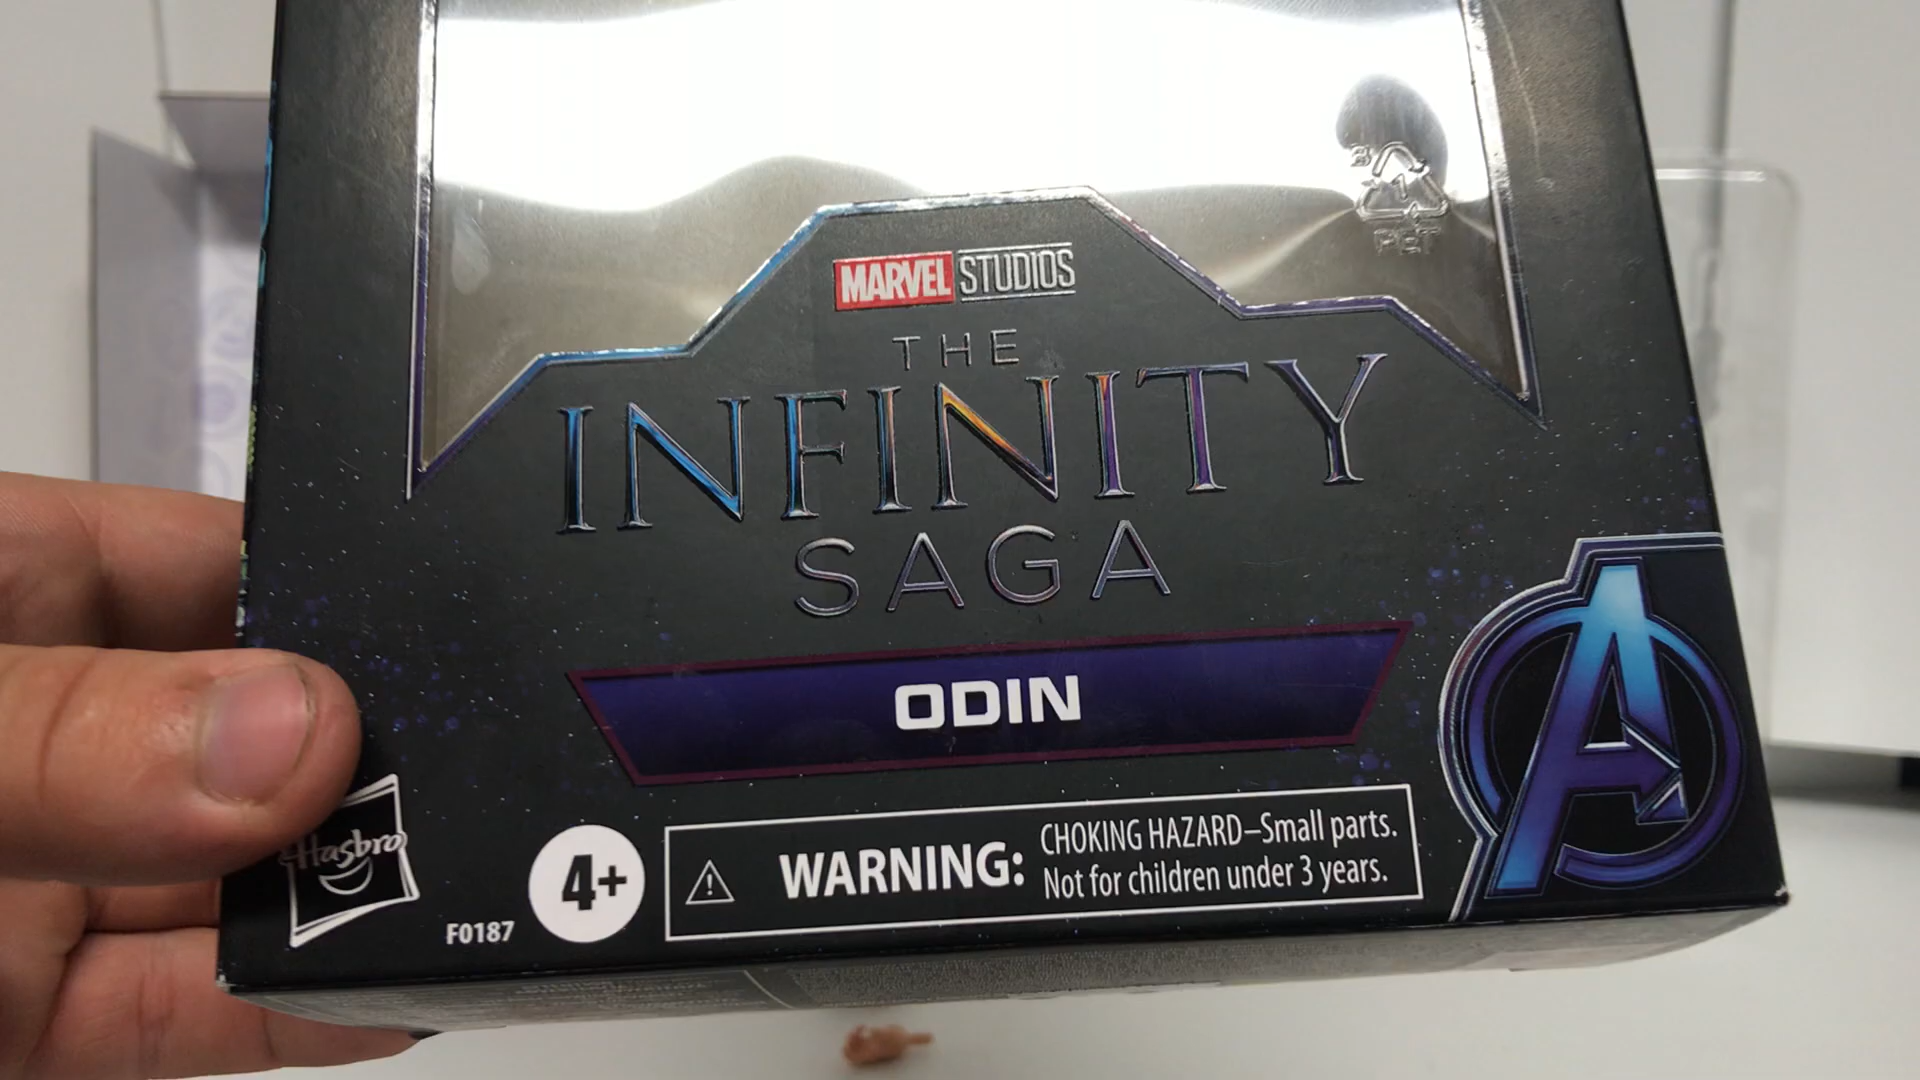 MARVEL STUDIOS
THE
INFINITY
SAGA
ODIN
Hasbro
F0187
4+
WARNING:
CHOKING HAZARD–Small parts.
Not for children under 3 years.
1
PET